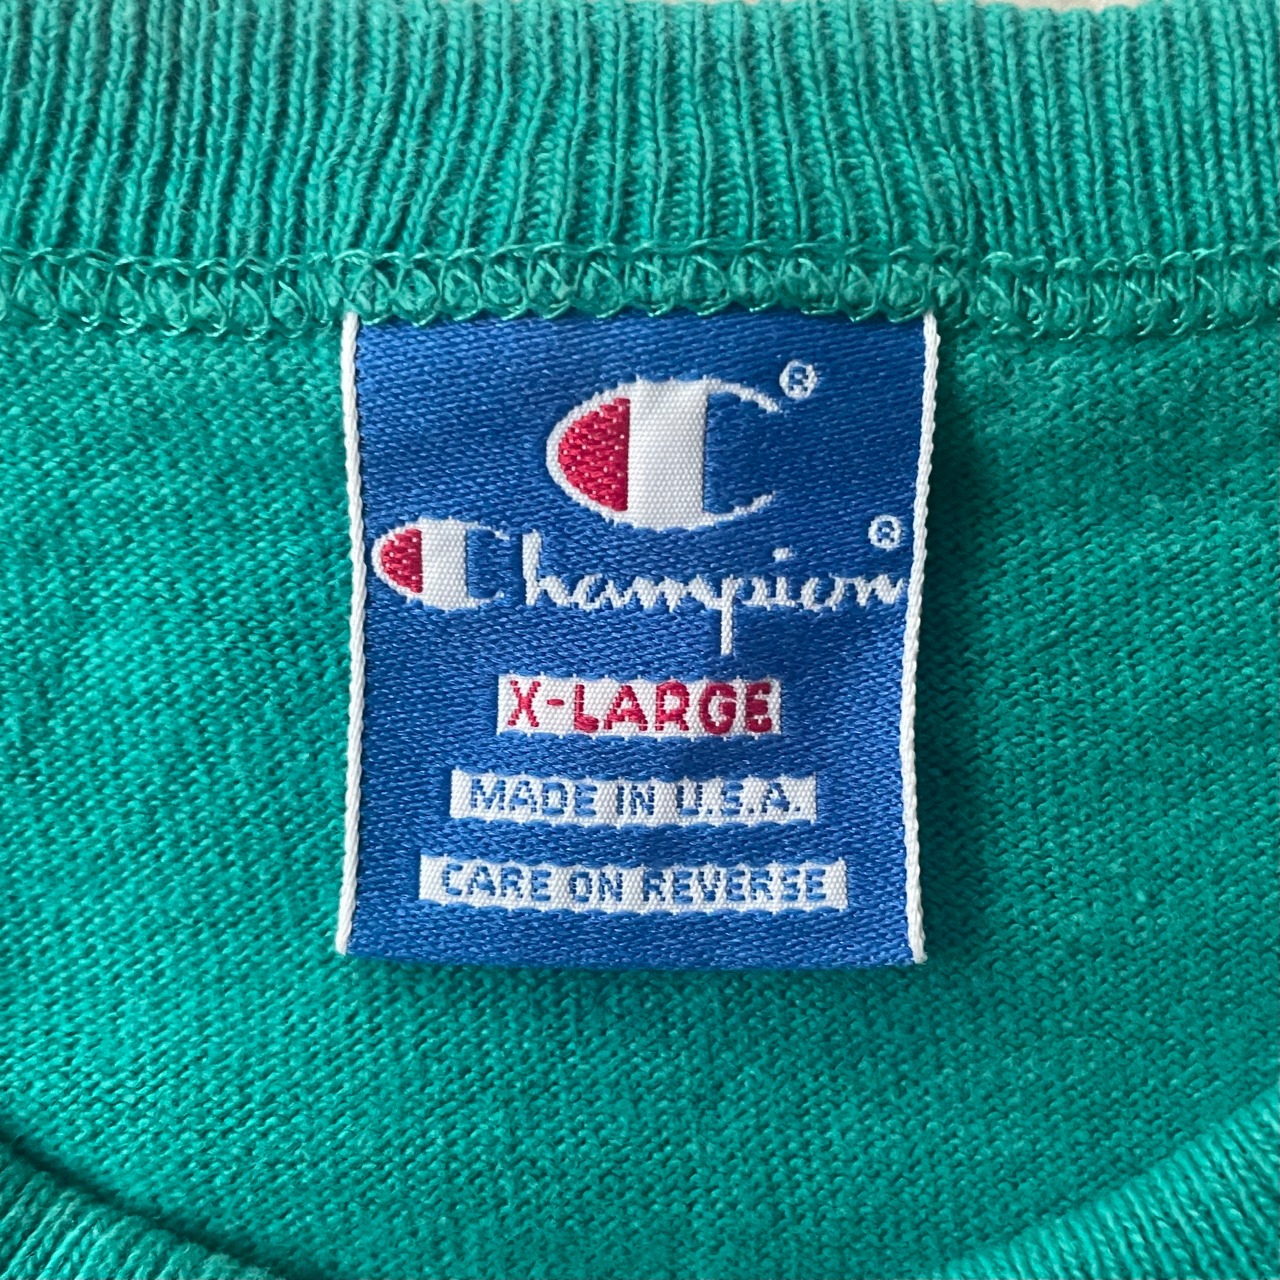 C®
Champion®
X-LARGE
MADE IN U.S.A.
CARE ON REVERSE